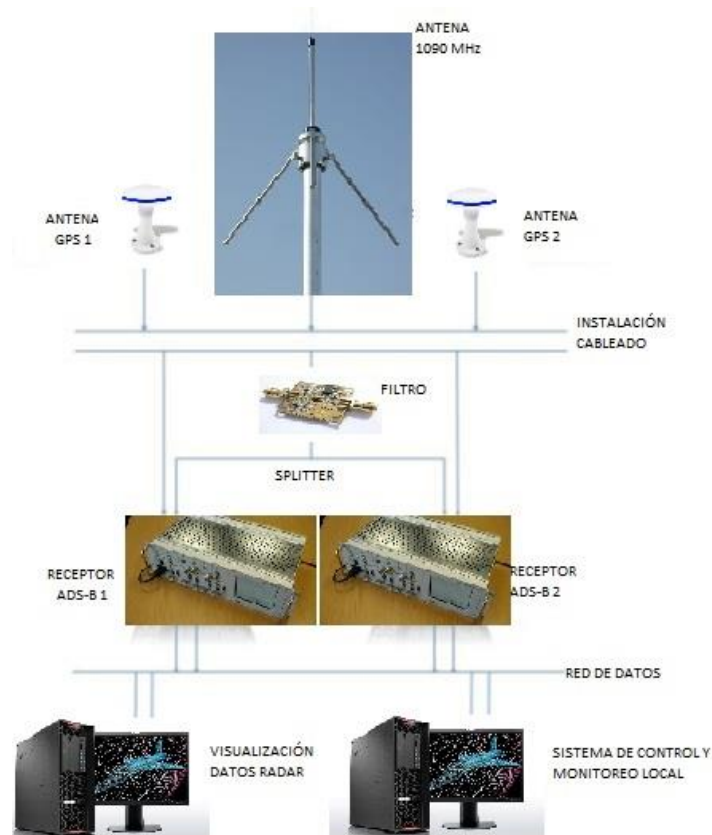 ANTENA
1090 MHz
ANTENA
GPS 1
ANTENA
GPS 2
INSTALACIÓN
CABLEADO
FILTRO
SPLITTER
RECEPTOR
ADS-B 1
RECEPTOR
ADS-B 2
RED DE DATOS
VISUALIZACIÓN
DATOS RADAR
SISTEMA DE CONTROL Y
MONITOREO LOCAL